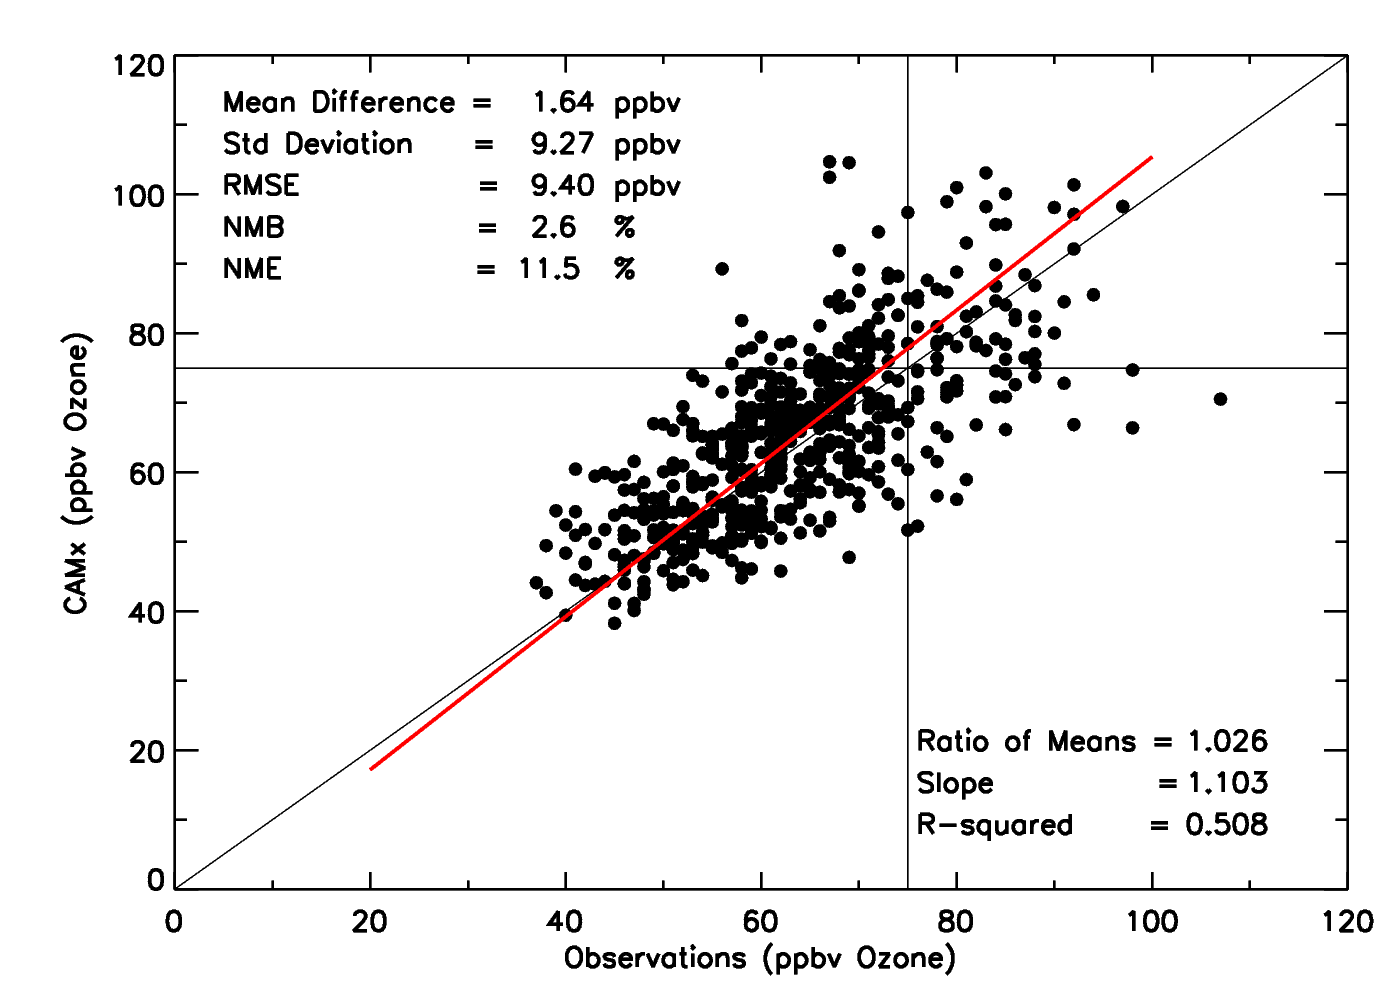 120
100
80
60
40
20
0
CAMx (ppbv Ozone)
Mean Difference = 1.64 ppbv
Std Deviation = 9.27 ppbv
RMSE = 9.40 ppbv
NMB = 2.6 %
NME = 11.5 %
Ratio of Means = 1.026
Slope = 1.103
R-squared = 0.508
0 20 40 60 80 100 120
Observations (ppbv Ozone)